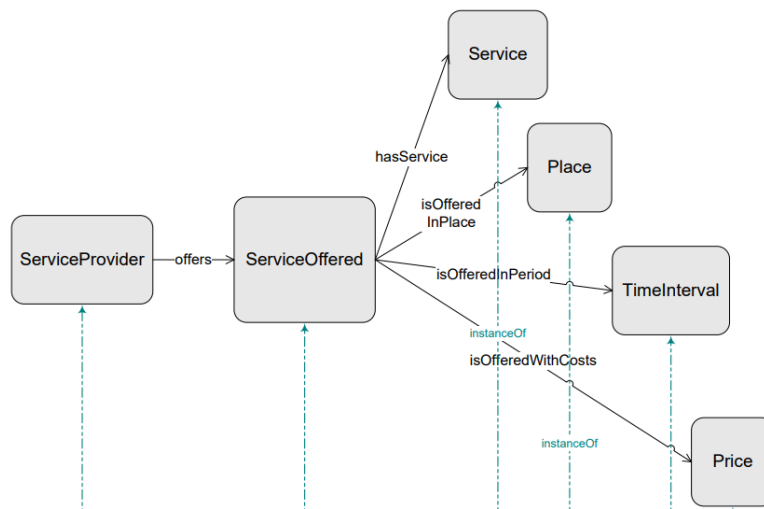 Service
hasService
Place
isOffered
InPlace
ServiceProvider
offers
ServiceOffered
isOfferedInPeriod
TimeInterval
instanceOf
isOfferedWithCosts
instanceOf
Price